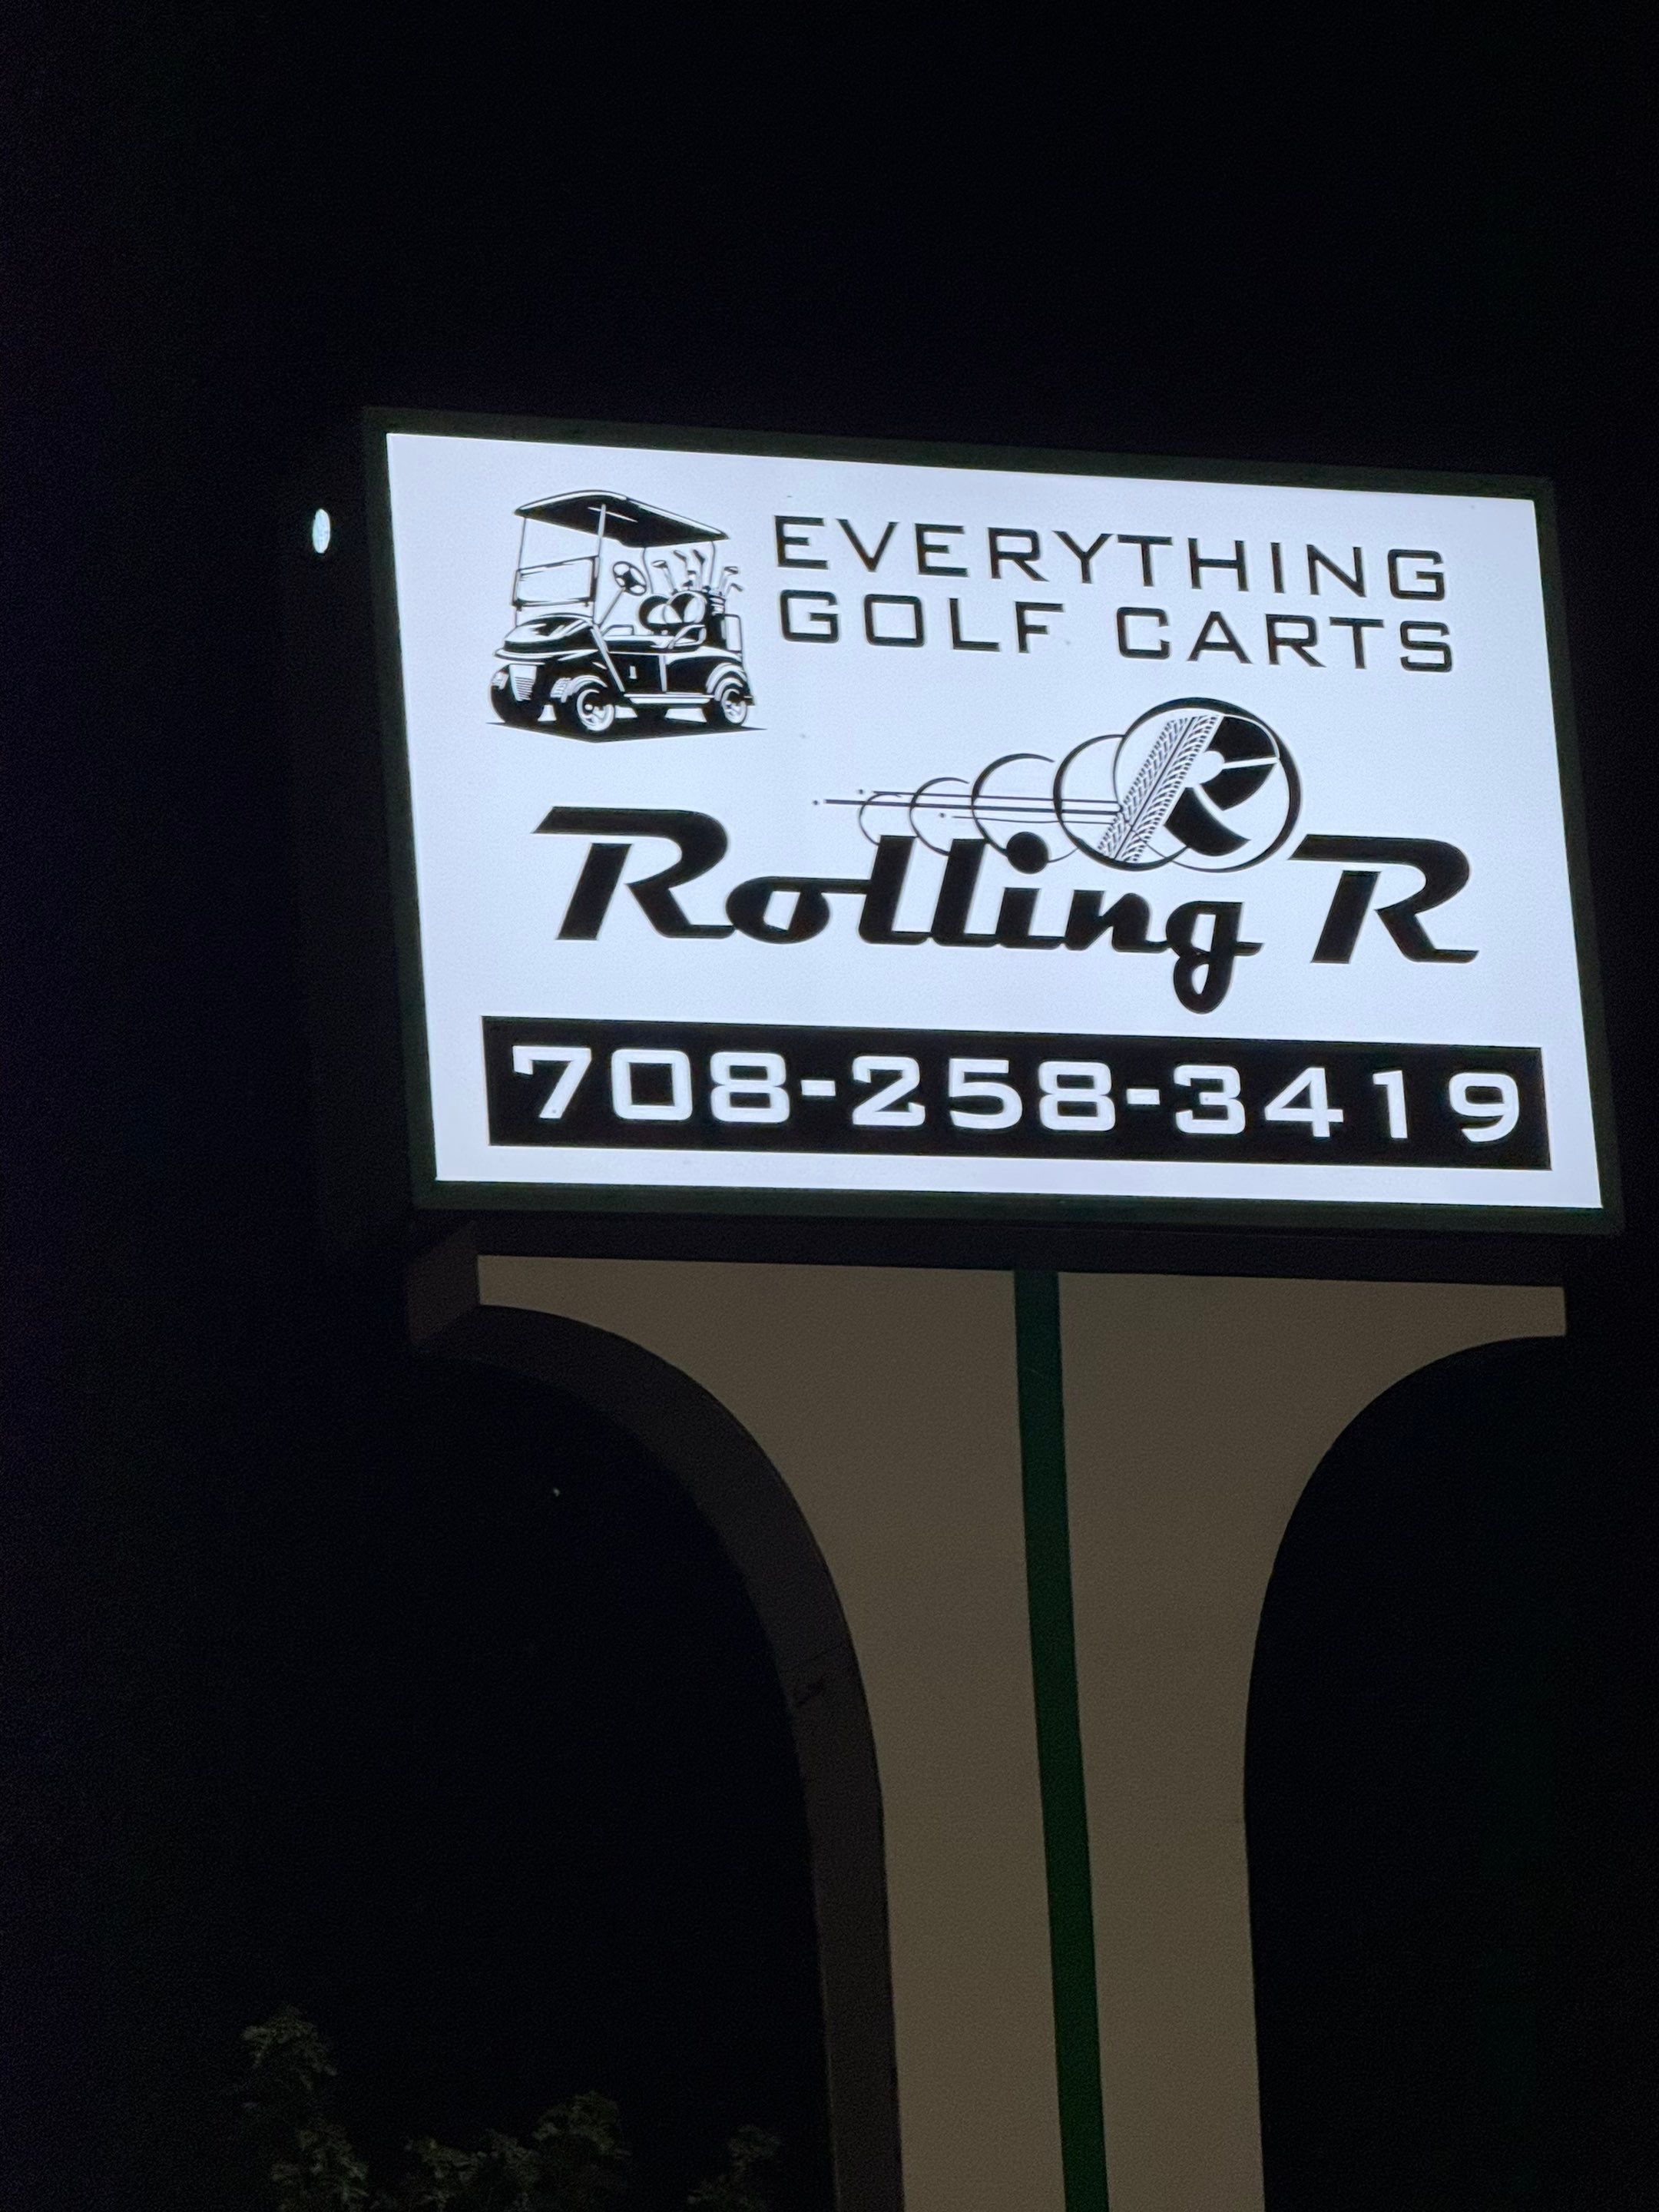 EVERYTHING
GOLF CARTS
R
Rolling R
708-258-3419